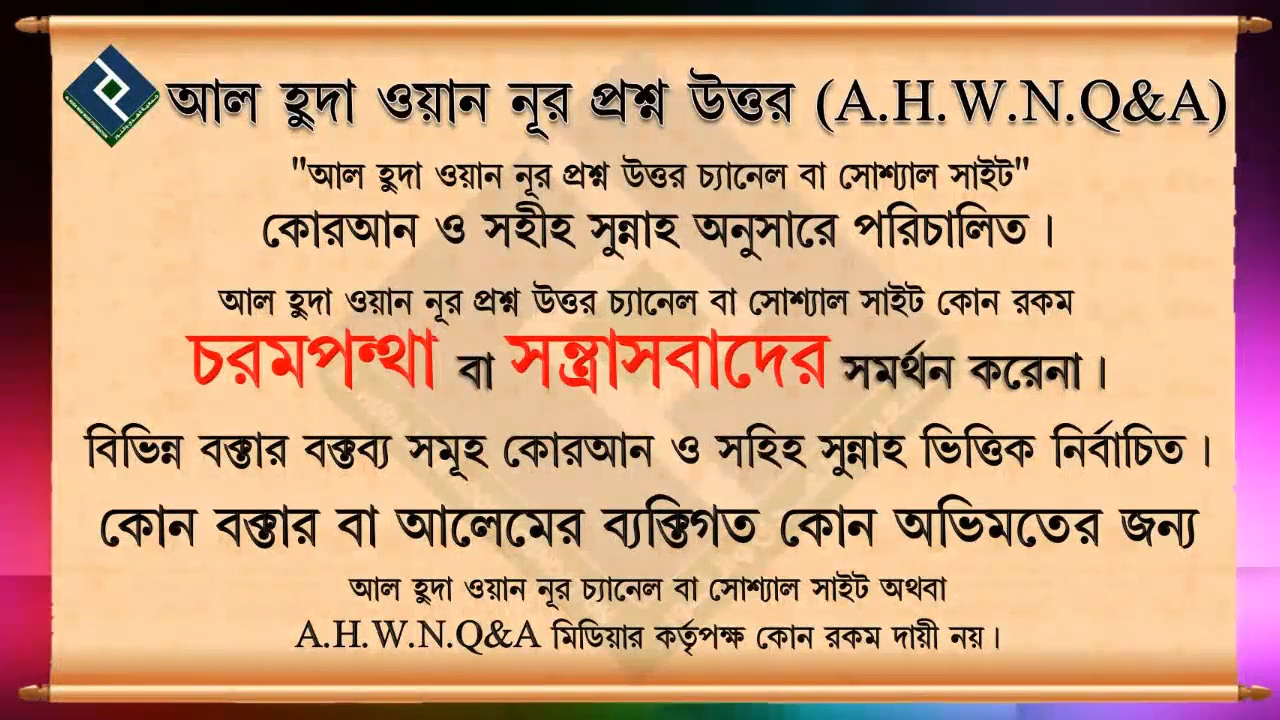 আল হুদা ওয়ান নূর প্রশ্ন উত্তর (A.H.W.N.Q&A)
"আল হুদা ওয়ান নূর প্রশ্ন উত্তর চ্যানেল বা সোশ্যাল সাইট"
কোরআন ও সহীহ সুন্নাহ অনুসারে পরিচালিত।
আল হুদা ওয়ান নূর প্রশ্ন উত্তর চ্যানেল বা সোশ্যাল সাইট কোন রকম
চরমপন্থা বা সন্ত্রাসবাদের সমর্থন করেনা।
বিভিন্ন বক্তার বক্তব্য সমূহ কোরআন ও সহিহ সুন্নাহ ভিত্তিক নির্বাচিত।
কোন বক্তার বা আলেমের ব্যক্তিগত কোন অভিমতের জন্য
আল হুদা ওয়ান নূর চ্যানেল বা সোশ্যাল সাইট অথবা
A.H.W.N.Q&A মিডিয়ার কর্তৃপক্ষ কোন রকম দায়ী নয়।